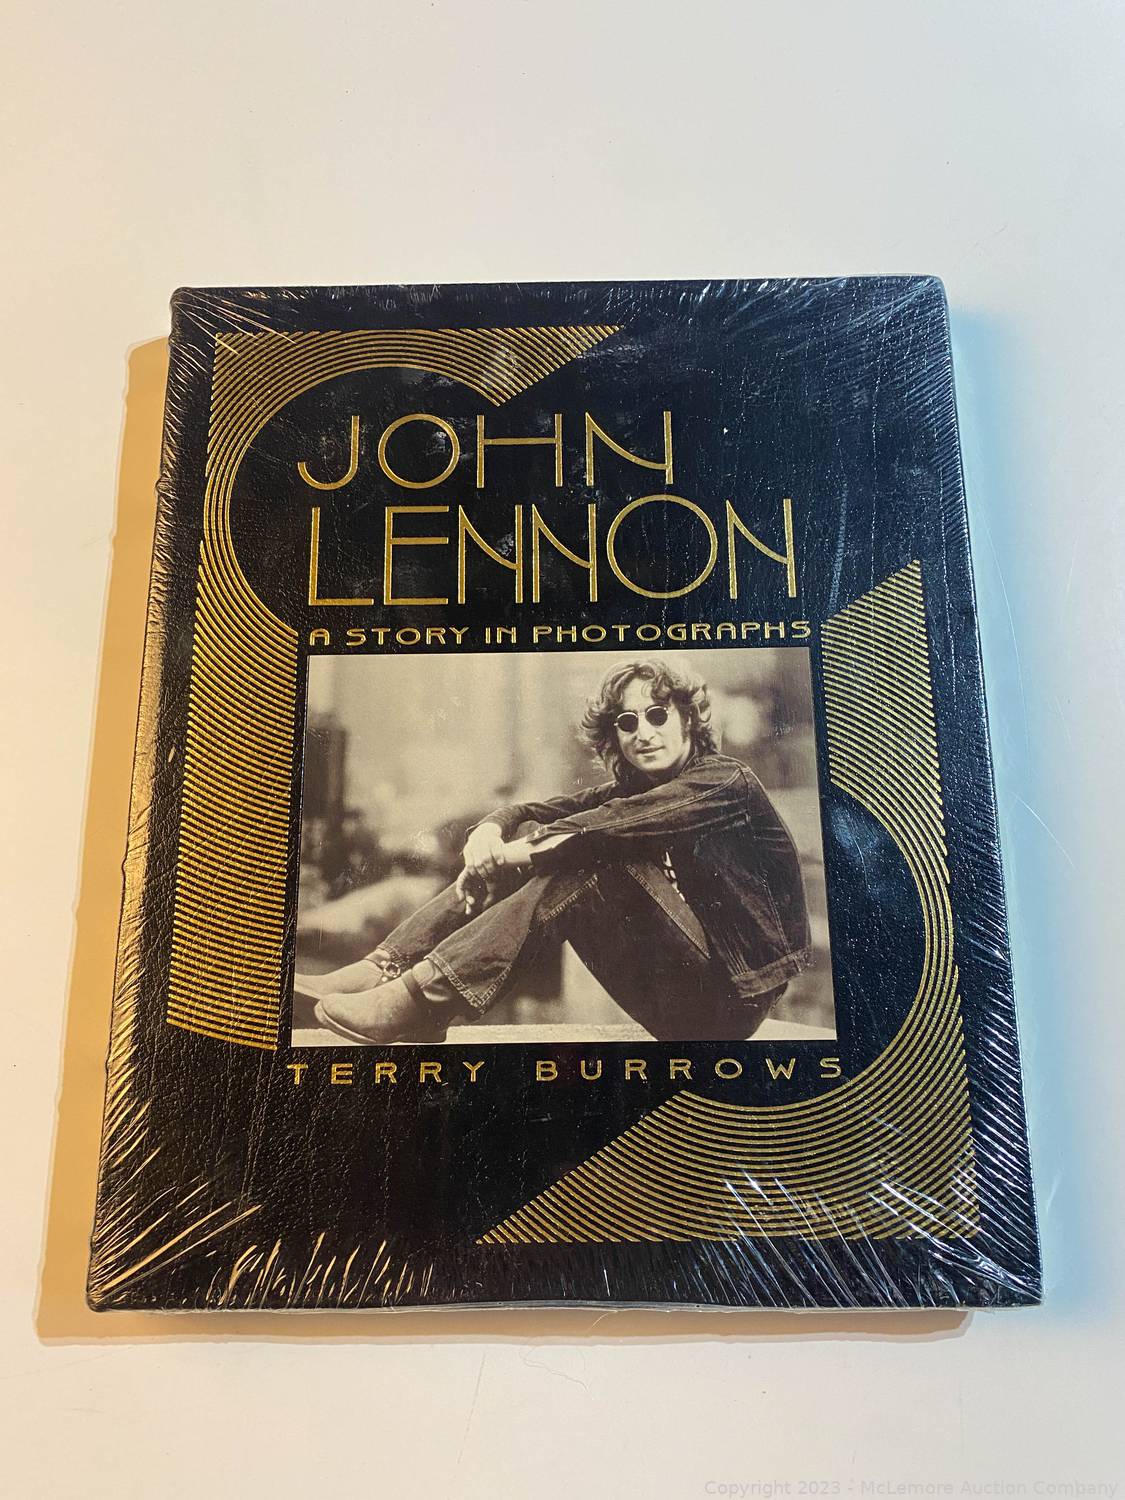 JOHN
LENNON
A STORY IN PHOTOGRAPHS
TERRY BURROWS
Copyright 2023 - McLemore Auction Company